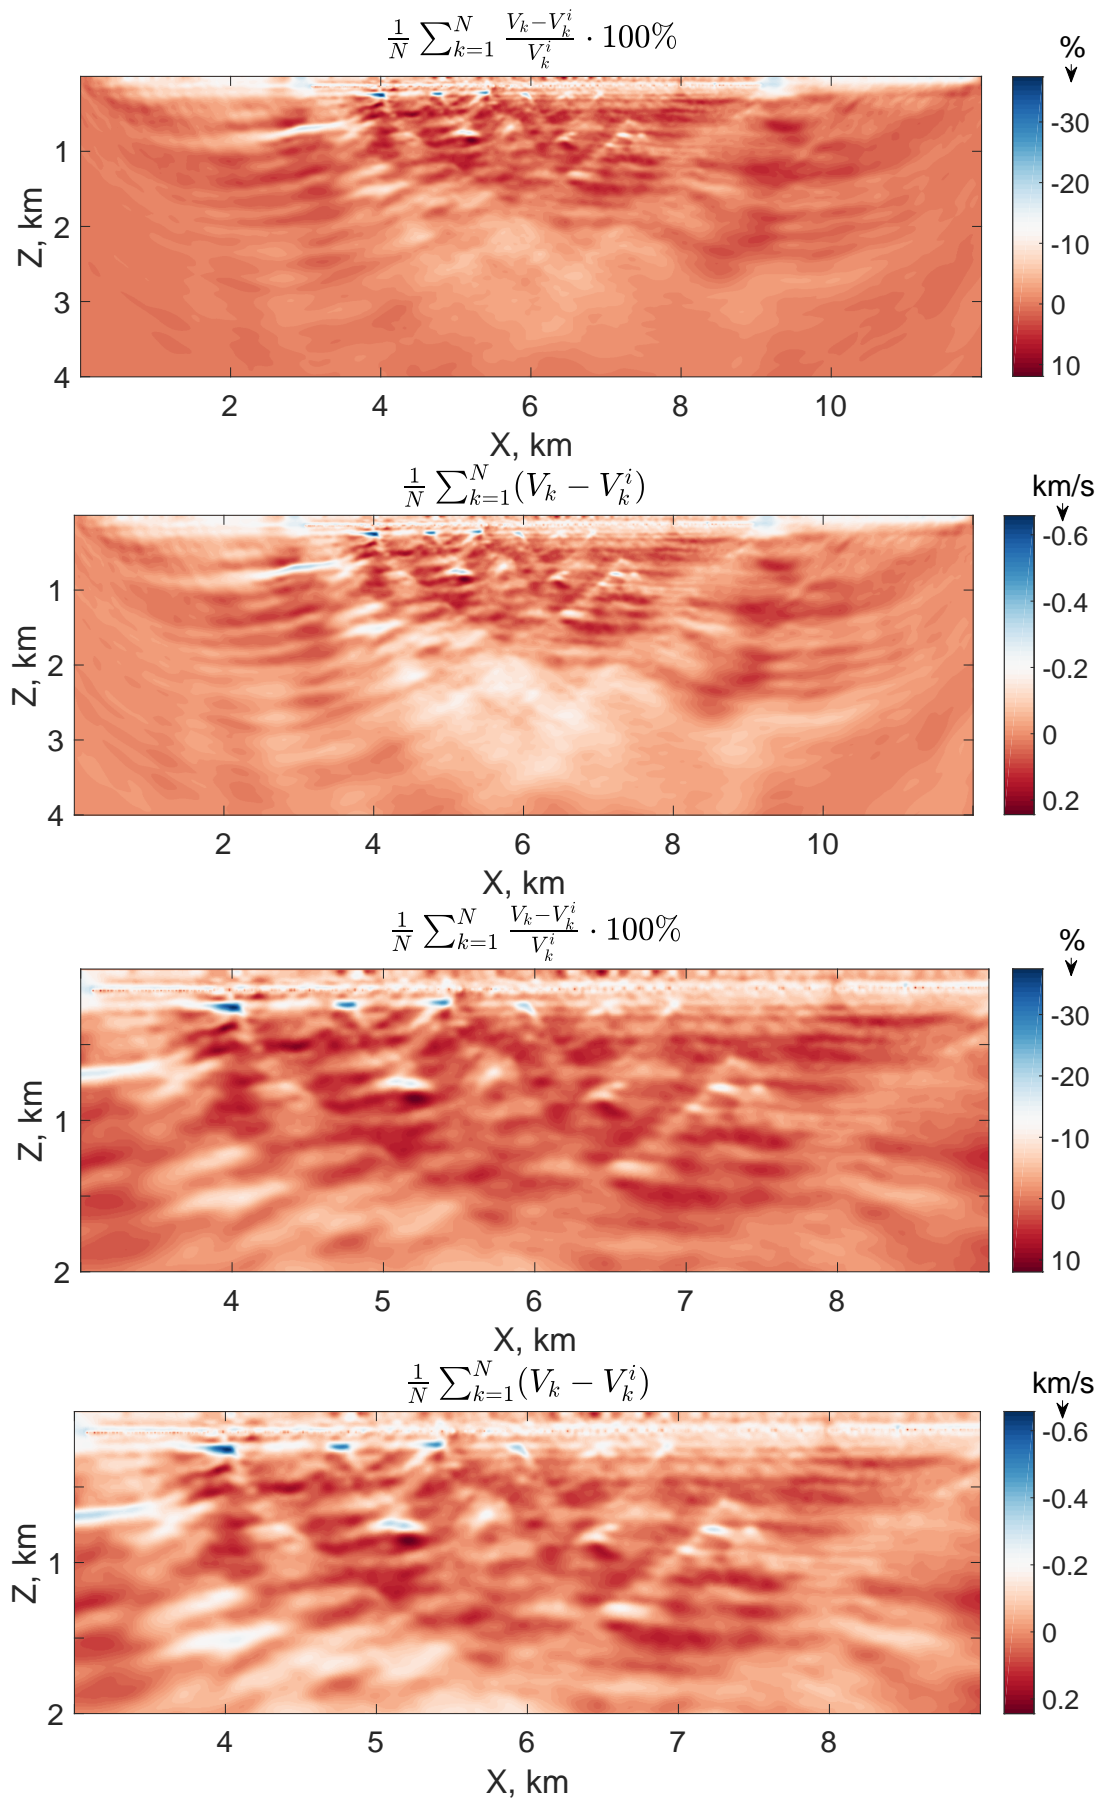 1/N ∑_{k=1}^{N} (V_k−V_k^i)/V_k^i · 100%
%
-30
-20
-10
0
10
1
2
3
4
Z, km
2 4 6 8 10
X, km
1/N ∑_{k=1}^{N} (V_k − V_k^i)
km/s
-0.6
-0.4
-0.2
0
0.2
1
2
3
4
Z, km
2 4 6 8 10
X, km
1/N ∑_{k=1}^{N} (V_k−V_k^i)/V_k^i · 100%
%
-30
-20
-10
0
10
1
2
Z, km
4 5 6 7 8
X, km
1/N ∑_{k=1}^{N} (V_k − V_k^i)
km/s
-0.6
-0.4
-0.2
0
0.2
1
2
Z, km
4 5 6 7 8
X, km